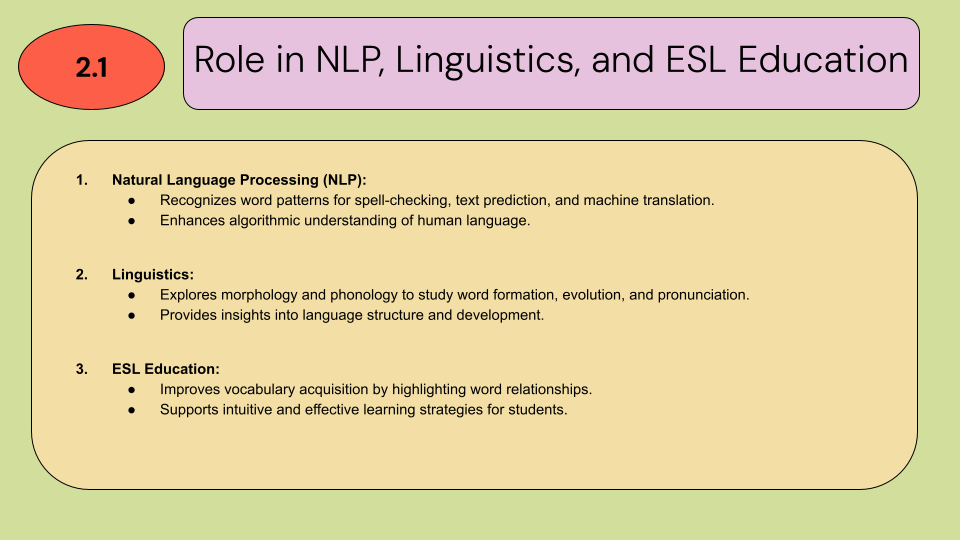 2.1
Role in NLP, Linguistics, and ESL Education
1. Natural Language Processing (NLP):
● Recognizes word patterns for spell-checking, text prediction, and machine translation.
● Enhances algorithmic understanding of human language.
2. Linguistics:
● Explores morphology and phonology to study word formation, evolution, and pronunciation.
● Provides insights into language structure and development.
3. ESL Education:
● Improves vocabulary acquisition by highlighting word relationships.
● Supports intuitive and effective learning strategies for students.